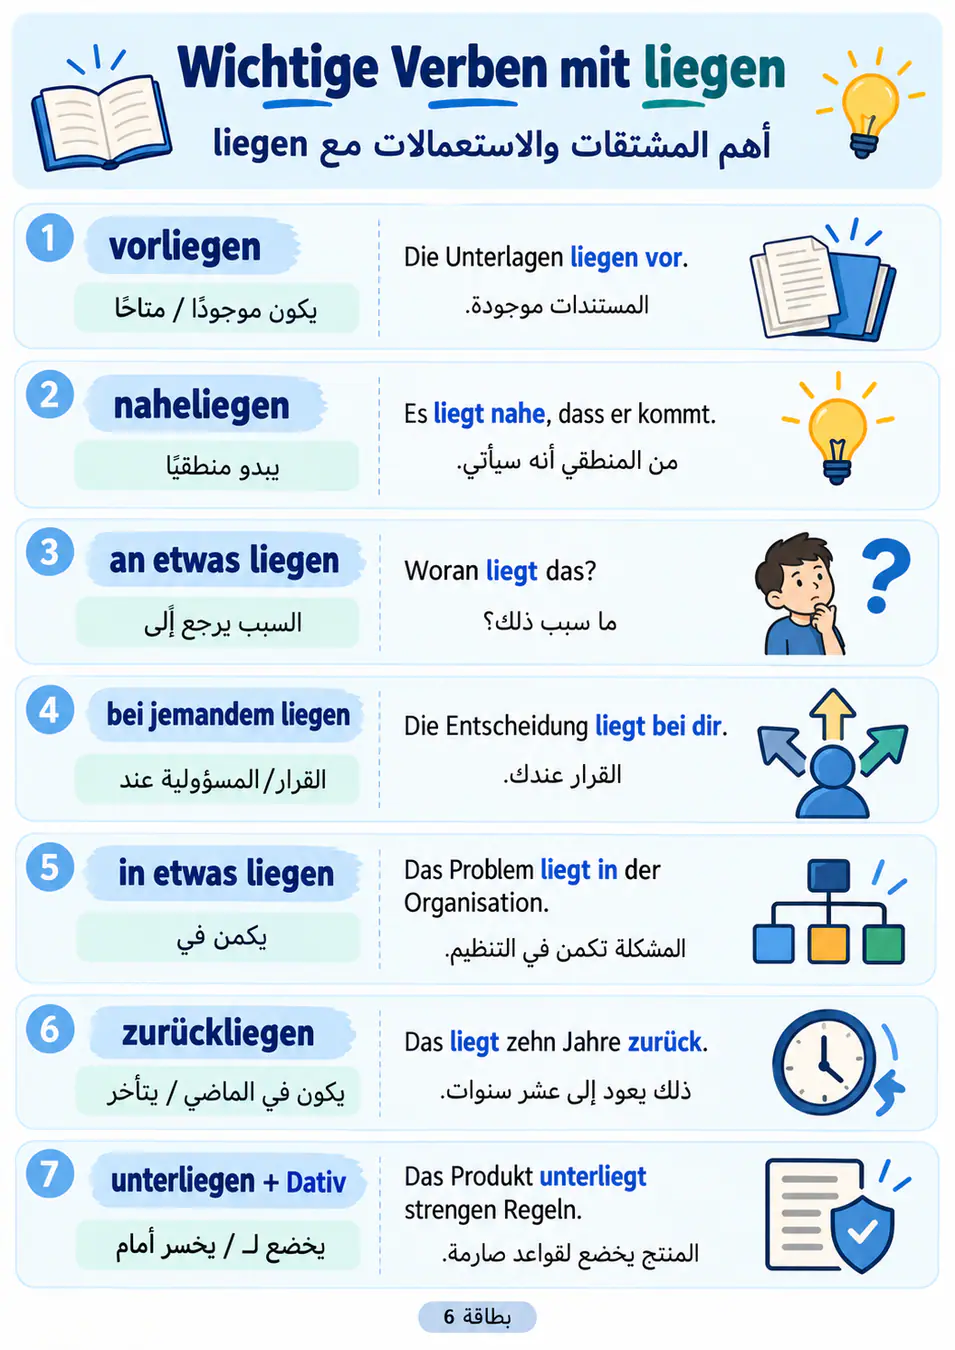 Wichtige Verben mit liegen
أهم المشتقات والاستعمالات مع liegen
1
vorliegen
يكون موجودًا / متاحًا
Die Unterlagen liegen vor.
المستندات موجودة.
2
naheliegen
يبدو منطقيًا
Es liegt nahe, dass er kommt.
من المنطقي أنه سيأتي.
3
an etwas liegen
السبب يرجع إلى
Woran liegt das?
ما سبب ذلك؟
4
bei jemandem liegen
القرار/المسؤولية عند
Die Entscheidung liegt bei dir.
القرار عندك.
5
in etwas liegen
يكمن في
Das Problem liegt in der
Organisation.
المشكلة تكمن في التنظيم.
6
zurückliegen
يكون في الماضي / يتأخر
Das liegt zehn Jahre zurück.
ذلك يعود إلى عشر سنوات.
7
unterliegen + Dativ
يخضع لـ / يخسر أمام
Das Produkt unterliegt
strengen Regeln.
المنتج يخضع لقواعد صارمة.
بطاقة 6